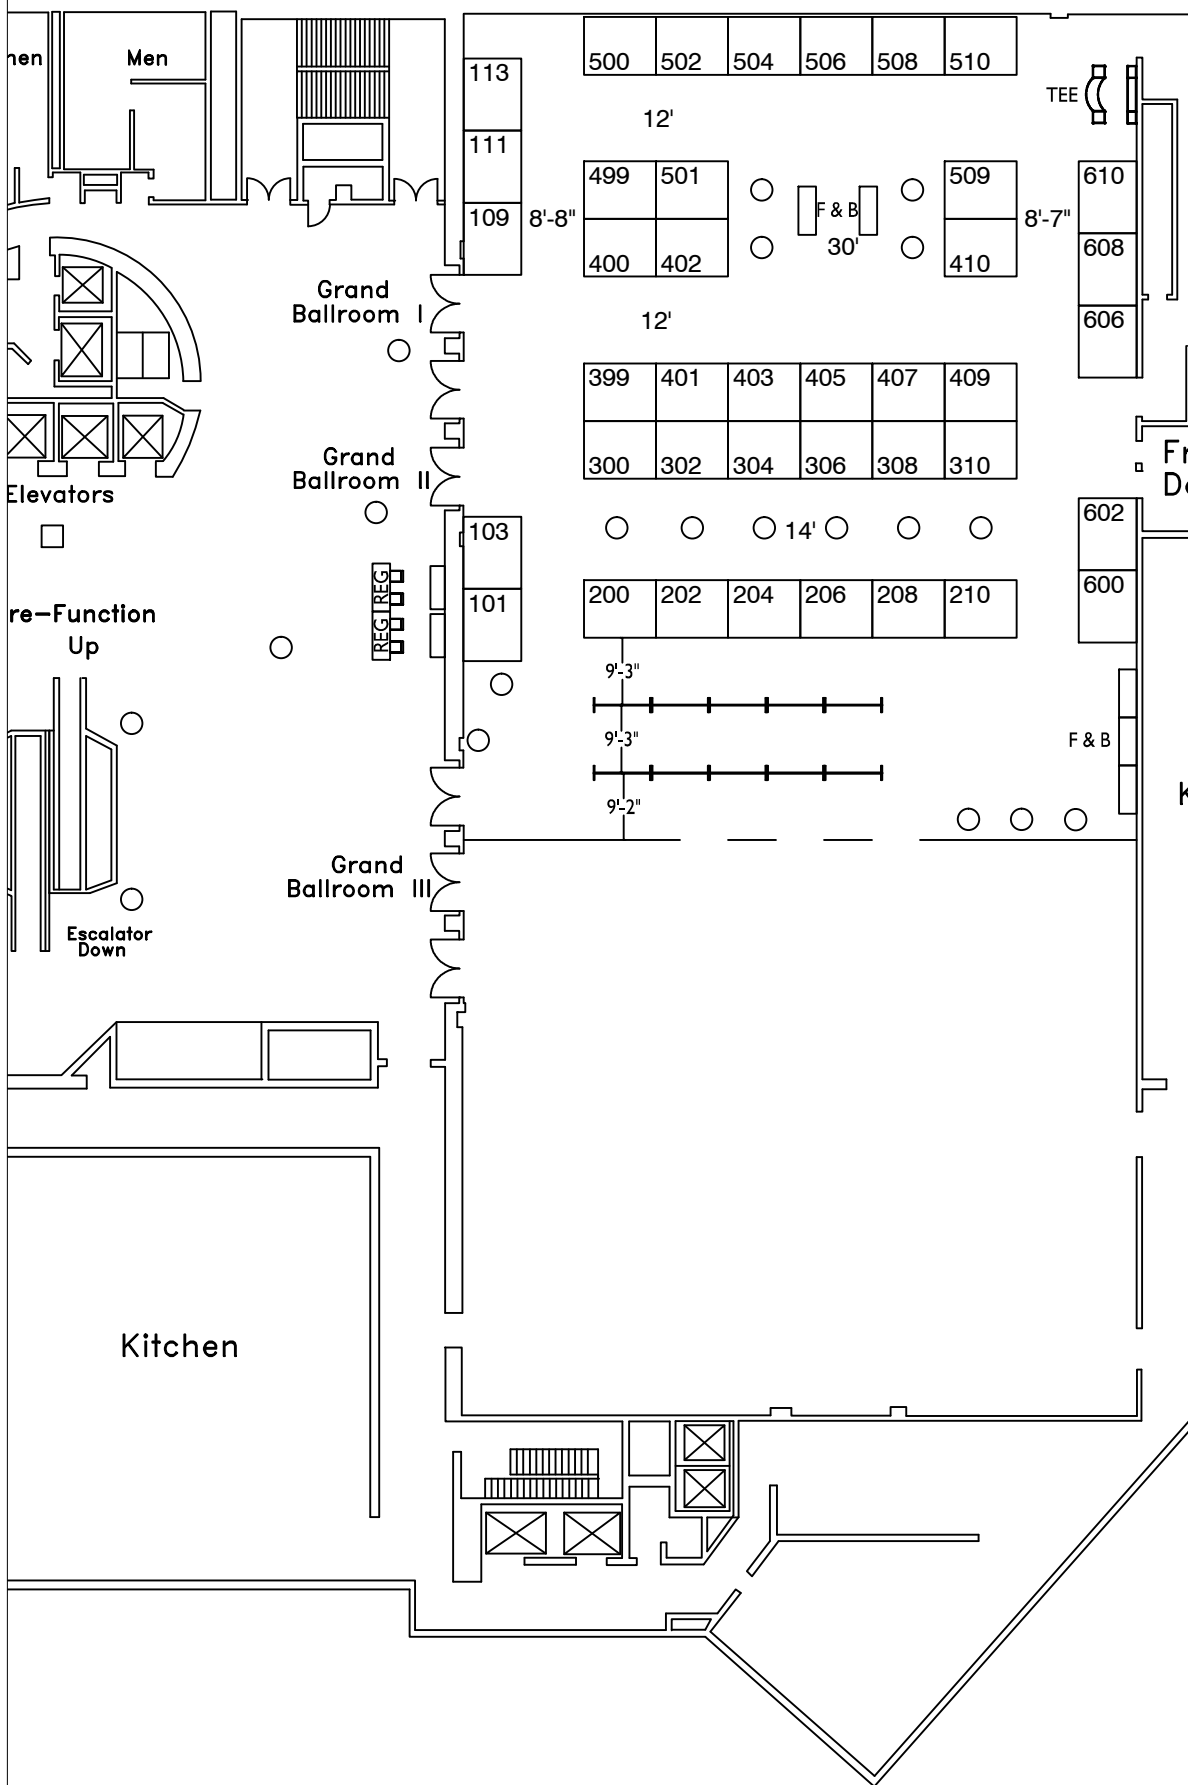 men
Men
113
111
109
500 502 504 506 508 510
TEE
12'
499 501
509
610
8'-8"
F & B
8'-7"
30'
400 402
410
608
606
Grand
Ballroom I
12'
399 401 403 405 407 409
300 302 304 306 308 310
Grand
Ballroom II
Elevators
103
101
14'
602
600
REG
REG
200 202 204 206 208 210
re-Function
Up
9'-3"
9'-3"
9'-2"
F & B
Grand
Ballroom III
Escalator
Down
Kitchen
Fr
De
K